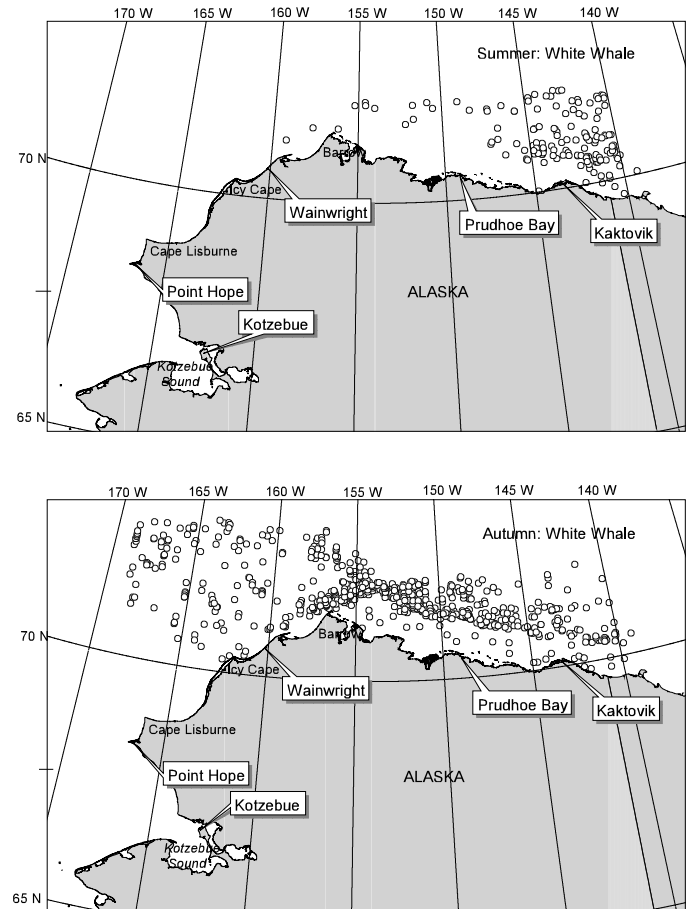 170 W 165 W 160 W 155 W 150 W 145 W 140 W
Summer: White Whale
70 N
Barrow
Icy Cape
Wainwright
Prudhoe Bay
Kaktovik
Cape Lisburne
Point Hope
ALASKA
Kotzebue
Kotzebue
Sound
65 N
170 W 165 W 160 W 155 W 150 W 145 W 140 W
Autumn: White Whale
70 N
Barrow
Icy Cape
Wainwright
Prudhoe Bay
Kaktovik
Cape Lisburne
Point Hope
ALASKA
Kotzebue
Kotzebue
Sound
65 N